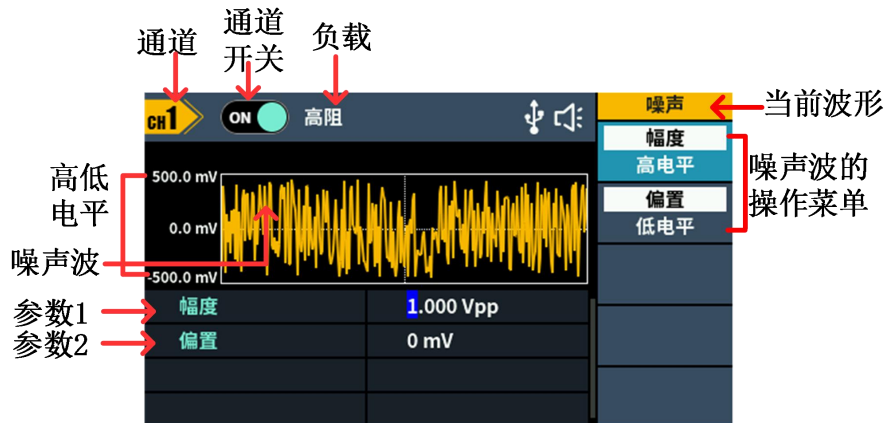 通道
通道
开关
负载
CH1
ON
高阻
噪声
当前波形
幅度
高电平
偏置
低电平
噪声波的
操作菜单
高低
电平
500.0 mV
0.0 mV
-500.0 mV
噪声波
参数1
幅度
1.000 Vpp
参数2
偏置
0 mV